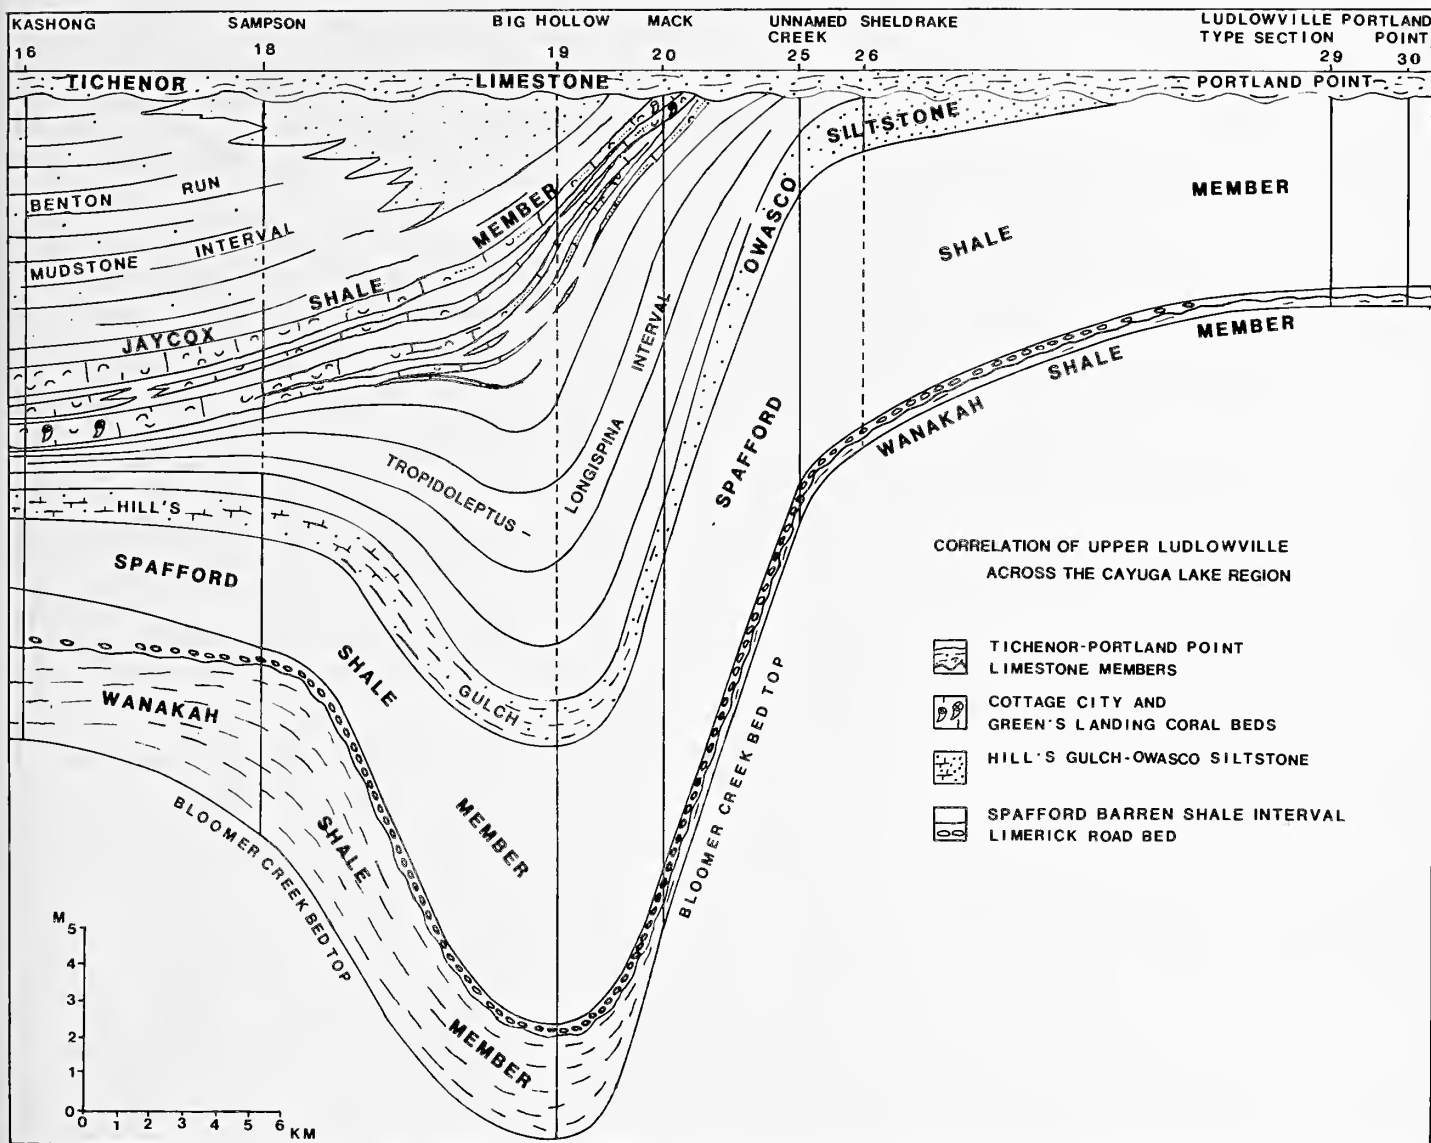 KASHONG
SAMPSON
BIG HOLLOW
MACK
UNNAMED
CREEK
SHELDRAKE
LUDLOWVILLE
TYPE SECTION
PORTLAND
POINT
16
18
19
20
25
26
29
30
TICHENOR
LIMESTONE
PORTLAND POINT
SILTSTONE
OWASCO
BENTON RUN
MUDSTONE INTERVAL
JAYCOX SHALE MEMBER
TROPIDOLEPTUS -
LONGISPINA INTERVAL
HILL'S
GULCH
SPAFFORD
SHALE
MEMBER
SPAFFORD
SHALE
MEMBER
WANAKAH
SHALE
MEMBER
WANAKAH
SHALE
MEMBER
BLOOMER CREEK BED TOP
BLOOMER CREEK BED TOP
CORRELATION OF UPPER LUDLOWVILLE
ACROSS THE CAYUGA LAKE REGION
TICHENOR-PORTLAND POINT
LIMESTONE MEMBERS
COTTAGE CITY AND
GREEN'S LANDING CORAL BEDS
HILL'S GULCH-OWASCO SILTSTONE
SPAFFORD BARREN SHALE INTERVAL
LIMERICK ROAD BED
M
5
4
3
2
1
0
0 1 2 3 4 5 6 KM